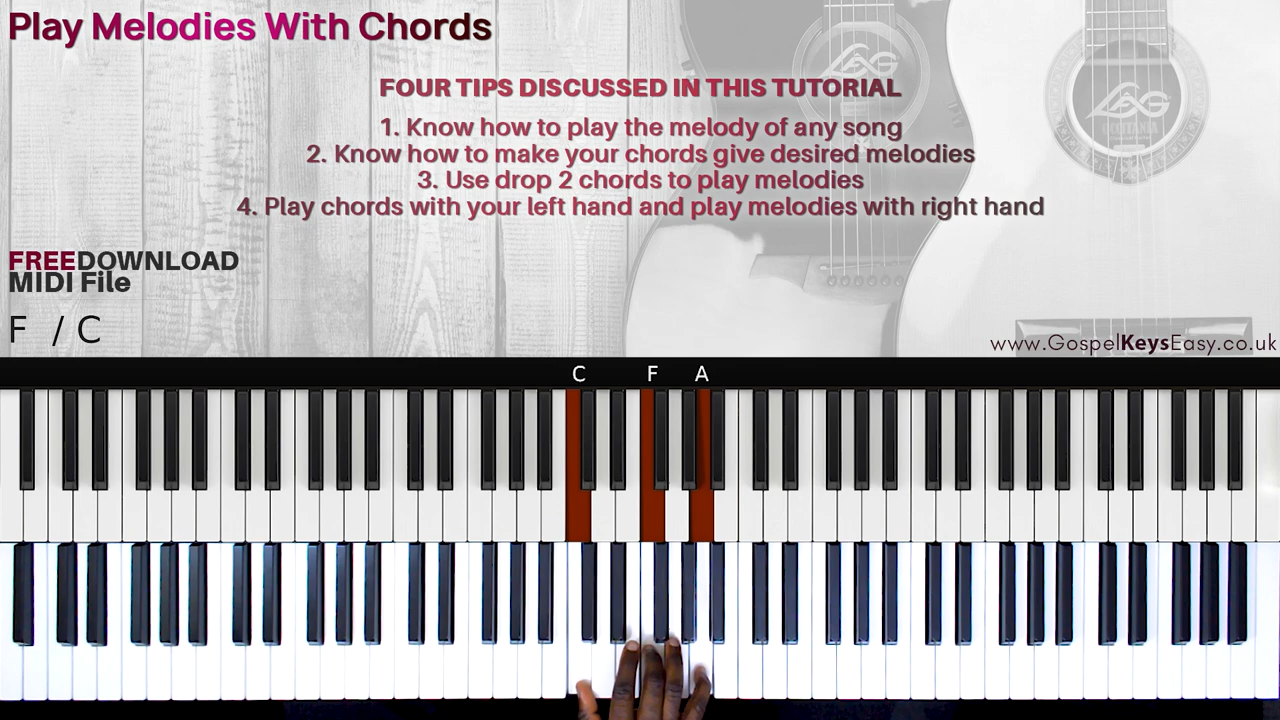 Play Melodies With Chords
FOUR TIPS DISCUSSED IN THIS TUTORIAL
1. Know how to play the melody of any song
2. Know how to make your chords give desired melodies
3. Use drop 2 chords to play melodies
4. Play chords with your left hand and play melodies with right hand
FREEDOWNLOAD
MIDI File
F / C
www.GospelKeysEasy.co.uk
C F A